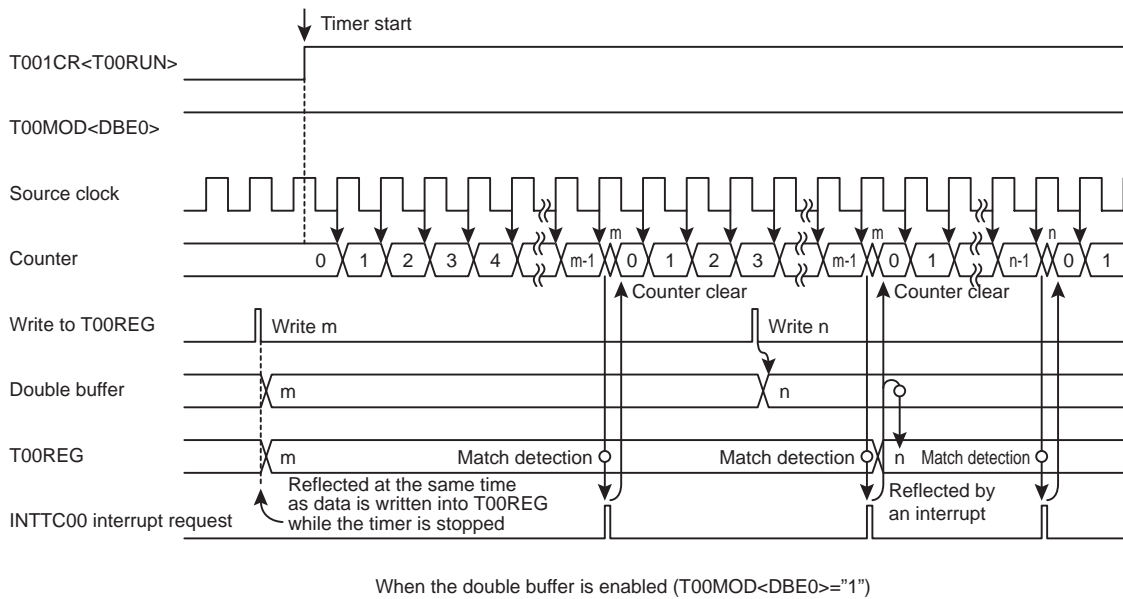 Timer start
T001CR<T00RUN>
T00MOD<DBE0>
Source clock
m m n
Counter 0 1 2 3 4 m-1 0 1 2 3 m-1 0 1 n-1 0 1
Counter clear Counter clear
Write to T00REG Write m Write n
Double buffer m n
T00REG m Match detection Match detection n Match detection
Reflected at the same time
as data is written into T00REG
while the timer is stopped
Reflected by
an interrupt
INTTC00 interrupt request
When the double buffer is enabled (T00MOD<DBE0>="1")